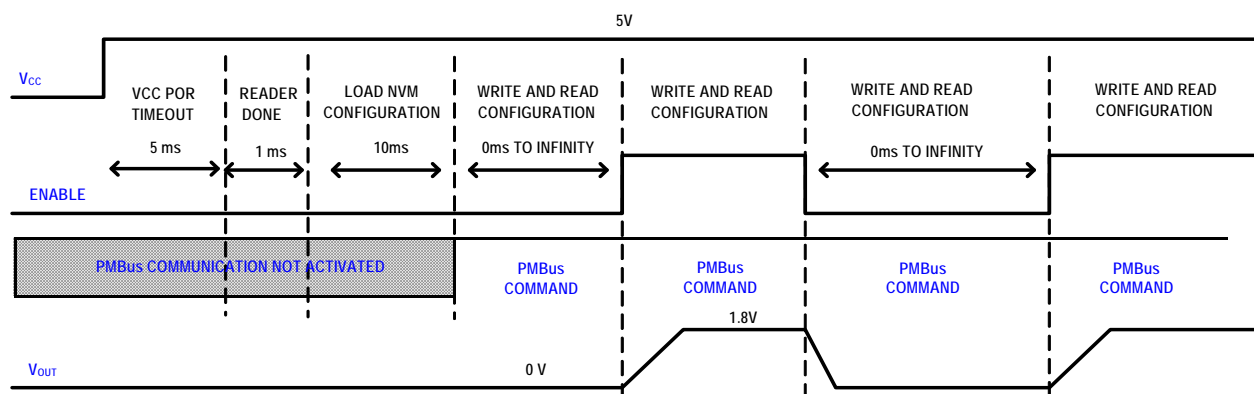 5V
VCC
VCC POR
TIMEOUT
READER
DONE
LOAD NVM
CONFIGURATION
WRITE AND READ
CONFIGURATION
WRITE AND READ
CONFIGURATION
WRITE AND READ
CONFIGURATION
WRITE AND READ
CONFIGURATION
5 ms
1 ms
10ms
0ms TO INFINITY
0ms TO INFINITY
ENABLE
PMBus COMMUNICATION NOT ACTIVATED
PMBus
COMMAND
PMBus
COMMAND
PMBus
COMMAND
PMBus
COMMAND
1.8V
VOUT
0 V